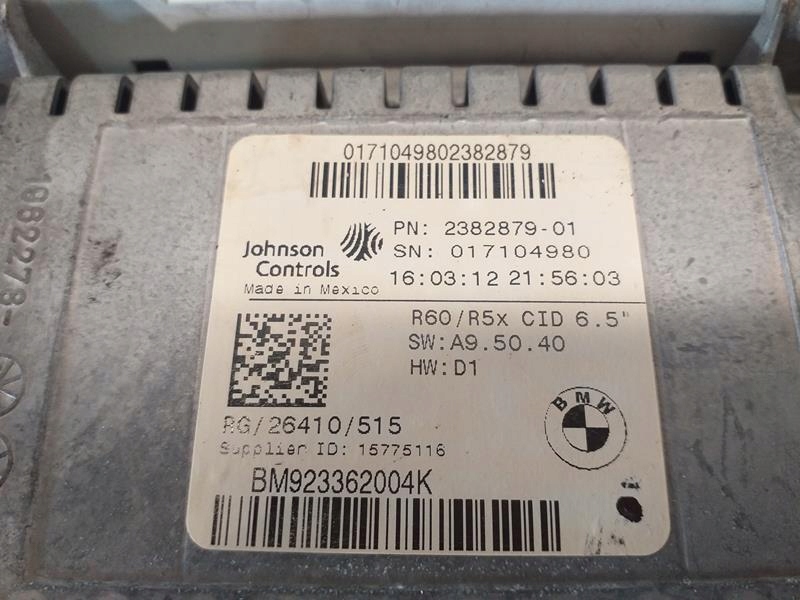 0171049802382879
PN: 2382879-01
SN: 017104980
Johnson
Controls
Made in Mexico
16:03:12 21:56:03
R60/R5x CID 6.5"
SW:A9.50.40
HW:D1
BMW
RG/26410/515
Supplier ID: 15775116
BM923362004K